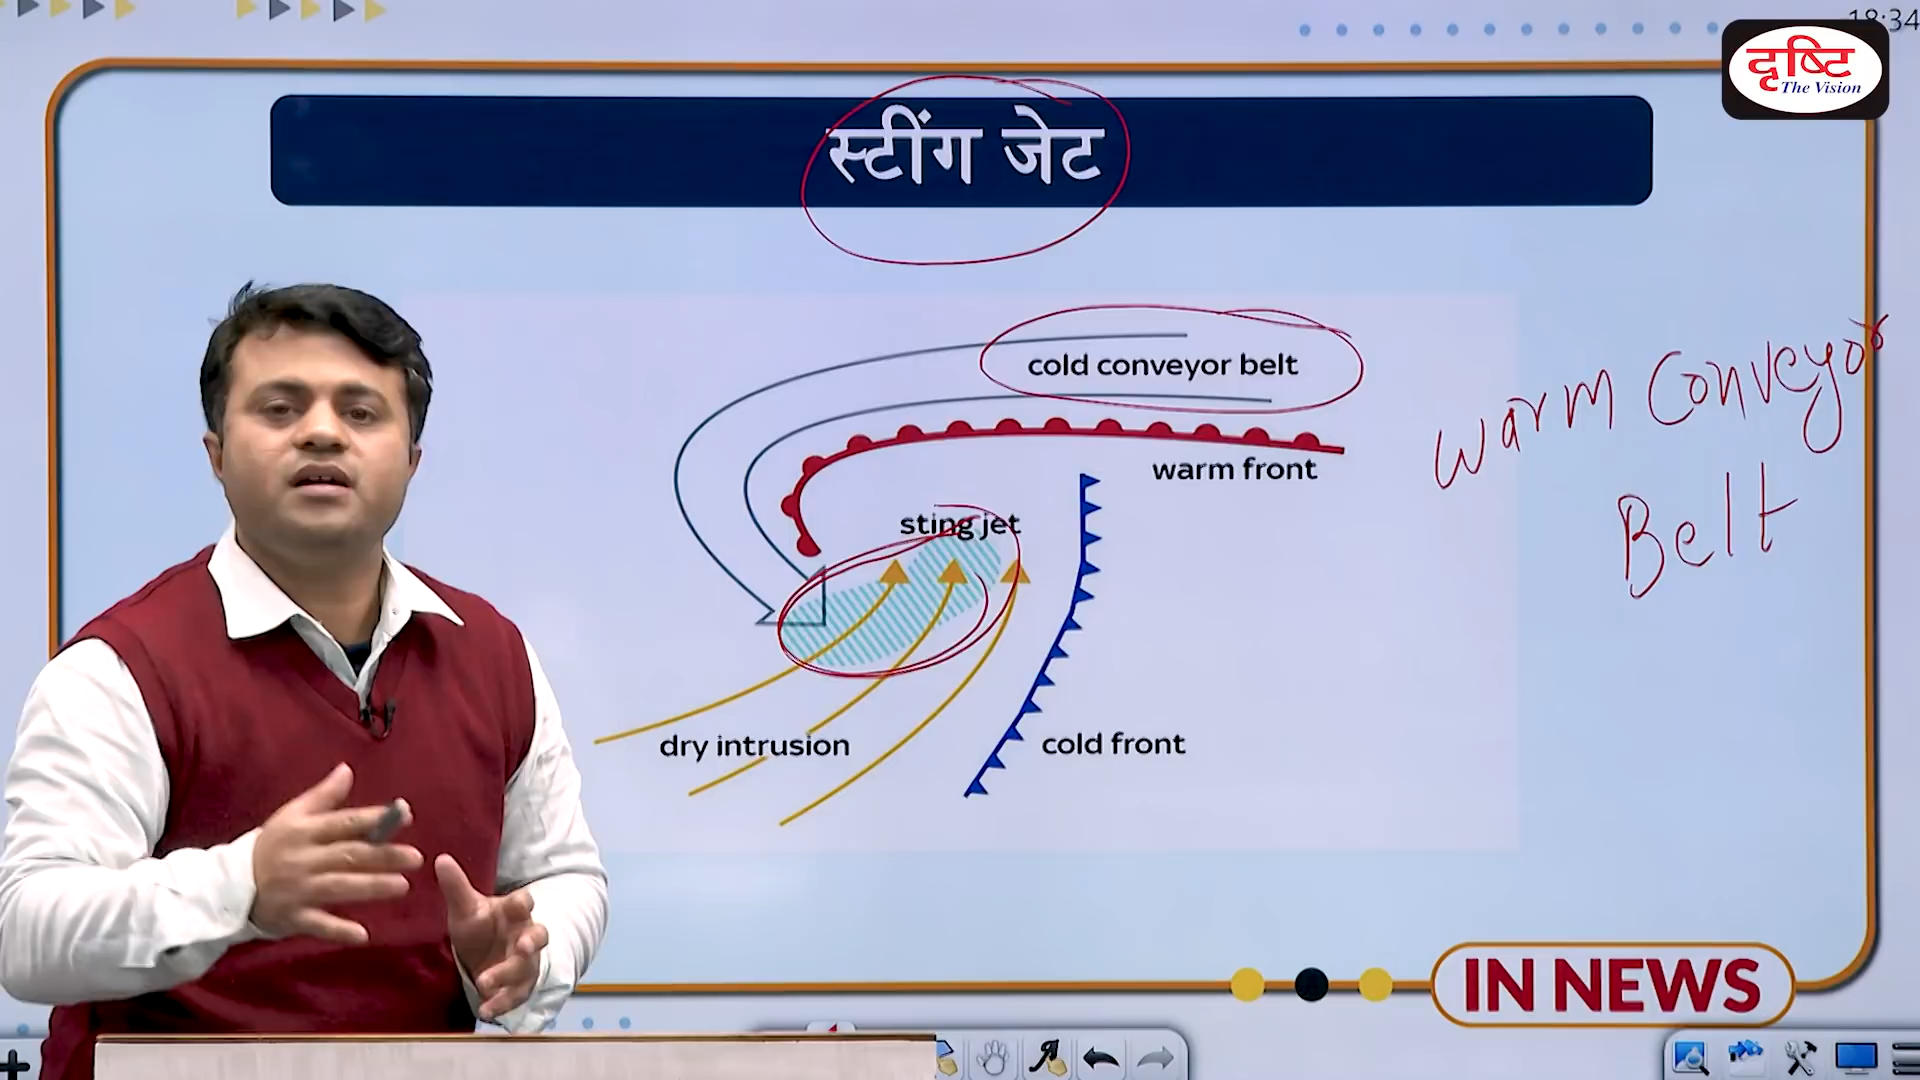 18:34
दृष्टि
The Vision
स्टींग जेट
cold conveyor belt
warm front
sting jet
dry intrusion
cold front
warm Conveyor
Belt
IN NEWS